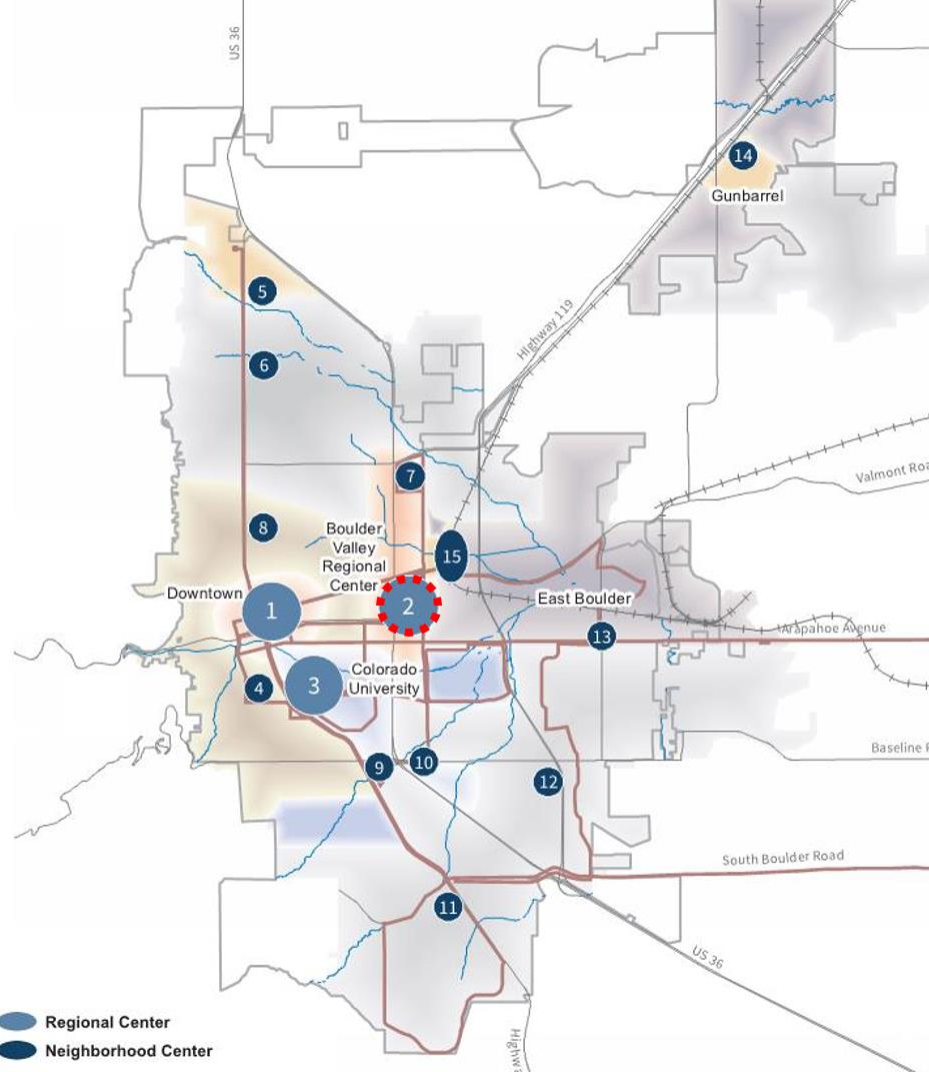 US 36
14
Gunbarrel
5
Highway 119
6
7
Valmont Roa
8
Boulder
Valley
Regional
Center
15
Downtown
1
2
East Boulder
13
Arapahoe Avenue
Colorado
University
4
3
9
10
Baseline R
12
South Boulder Road
11
US 36
Highwa
Regional Center
Neighborhood Center